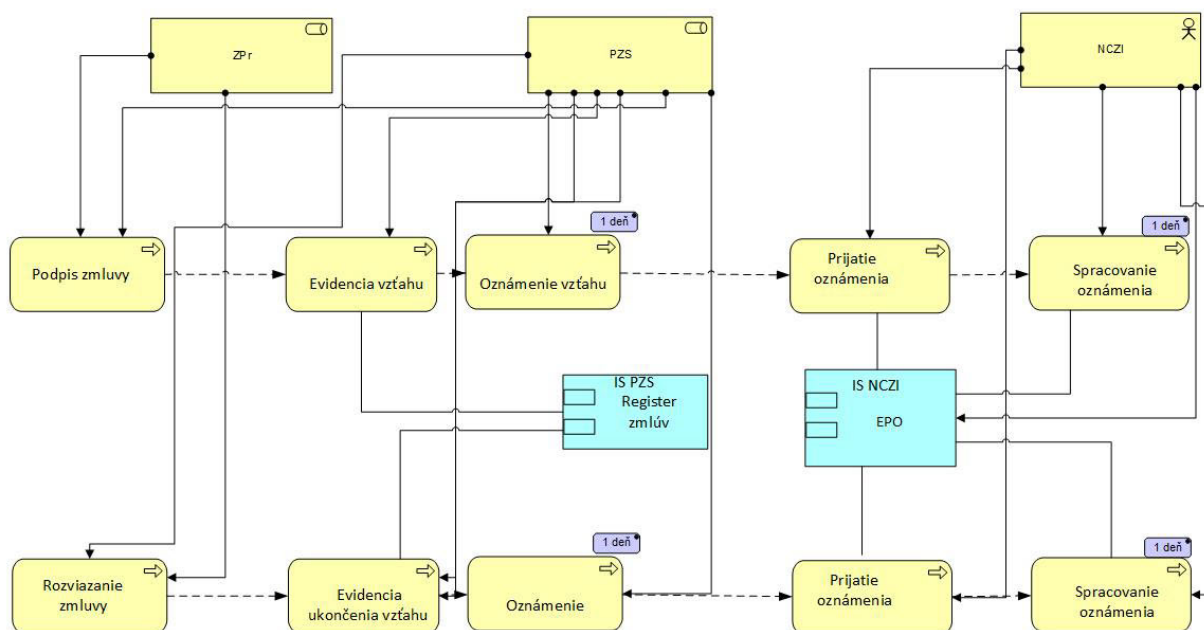 ZPr
PZS
NCZI
1 deň
1 deň
Podpis zmluvy
Evidencia vzťahu
Oznámenie vzťahu
Prijatie
oznámenia
Spracovanie
oznámenia
IS PZS
Register
zmlúv
IS NCZI
EPO
1 deň
1 deň
Rozviazanie
zmluvy
Evidencia
ukončenia vzťahu
Oznámenie
Prijatie
oznámenia
Spracovanie
oznámenia